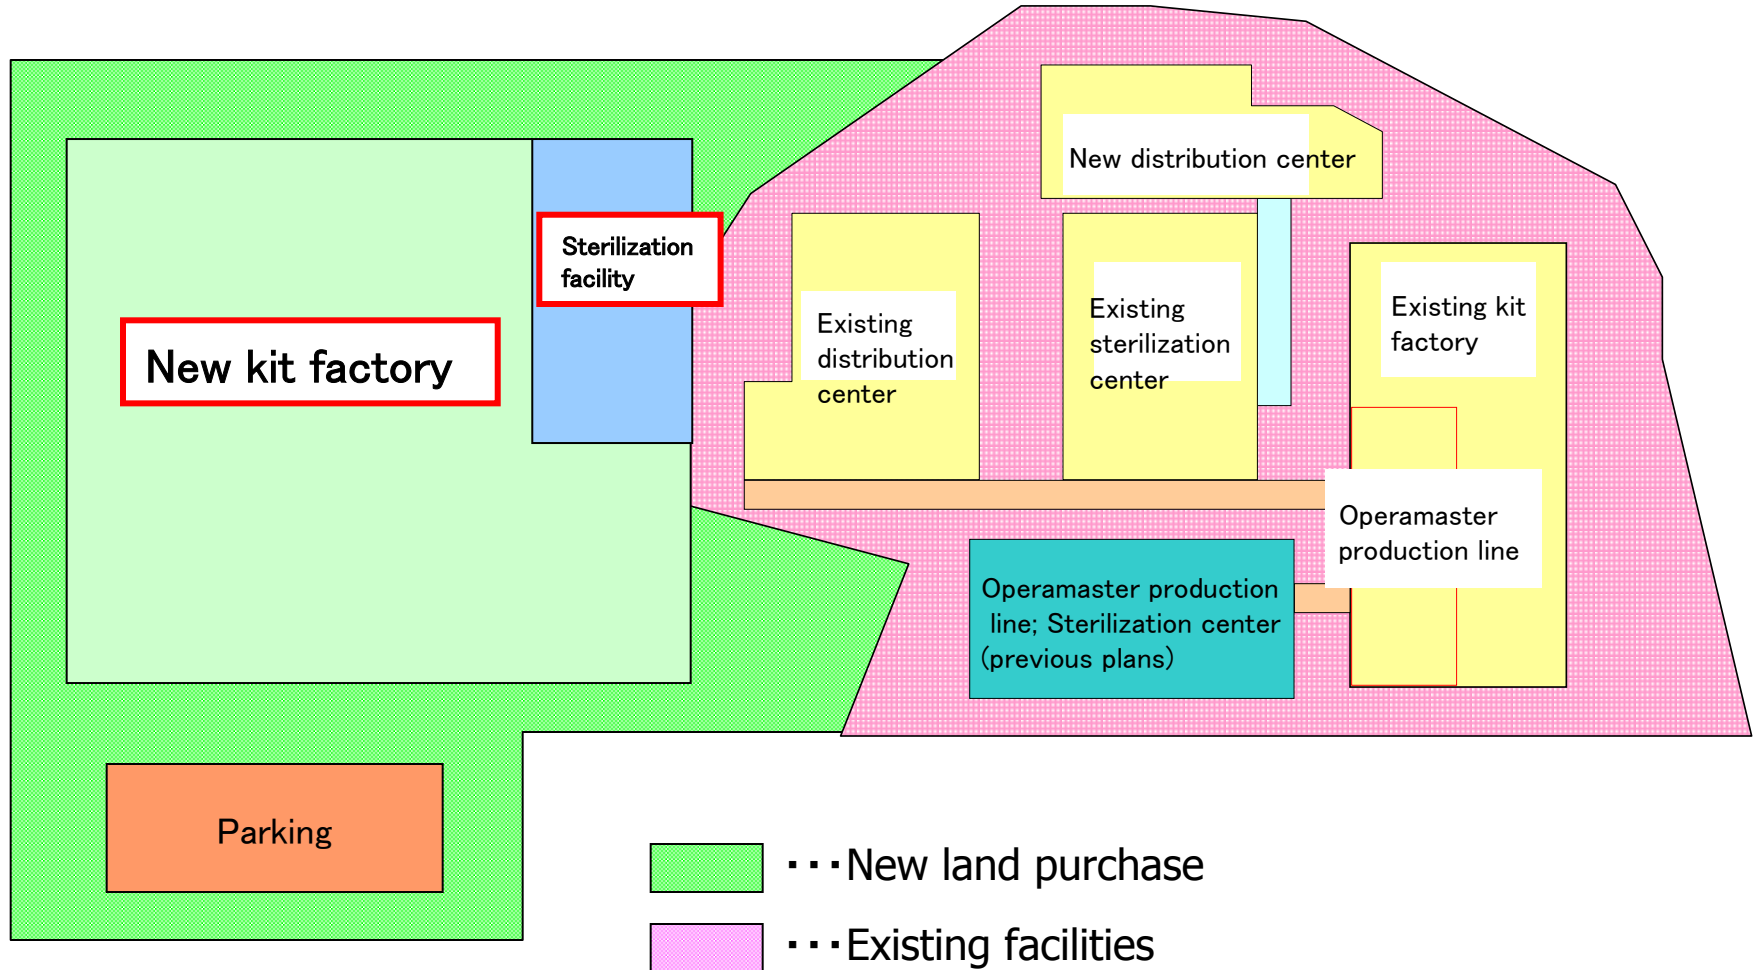 New distribution center
Sterilization
facility
New kit factory
Existing
distribution
center
Existing
sterilization
center
Existing kit
factory
Operamaster
production line
Operamaster production
line; Sterilization center
(previous plans)
Parking
･･･New land purchase
･･･Existing facilities